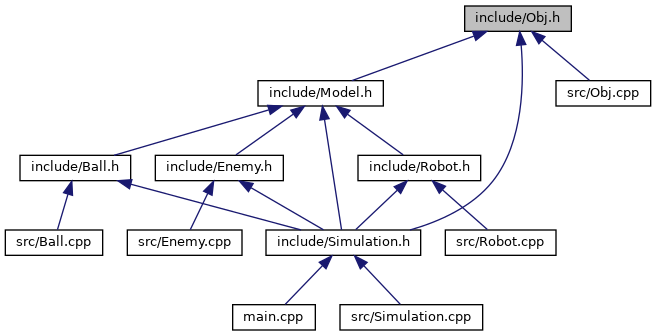 include/Obj.h
include/Model.h
src/Obj.cpp
include/Ball.h
include/Enemy.h
include/Robot.h
src/Ball.cpp
src/Enemy.cpp
include/Simulation.h
src/Robot.cpp
main.cpp
src/Simulation.cpp